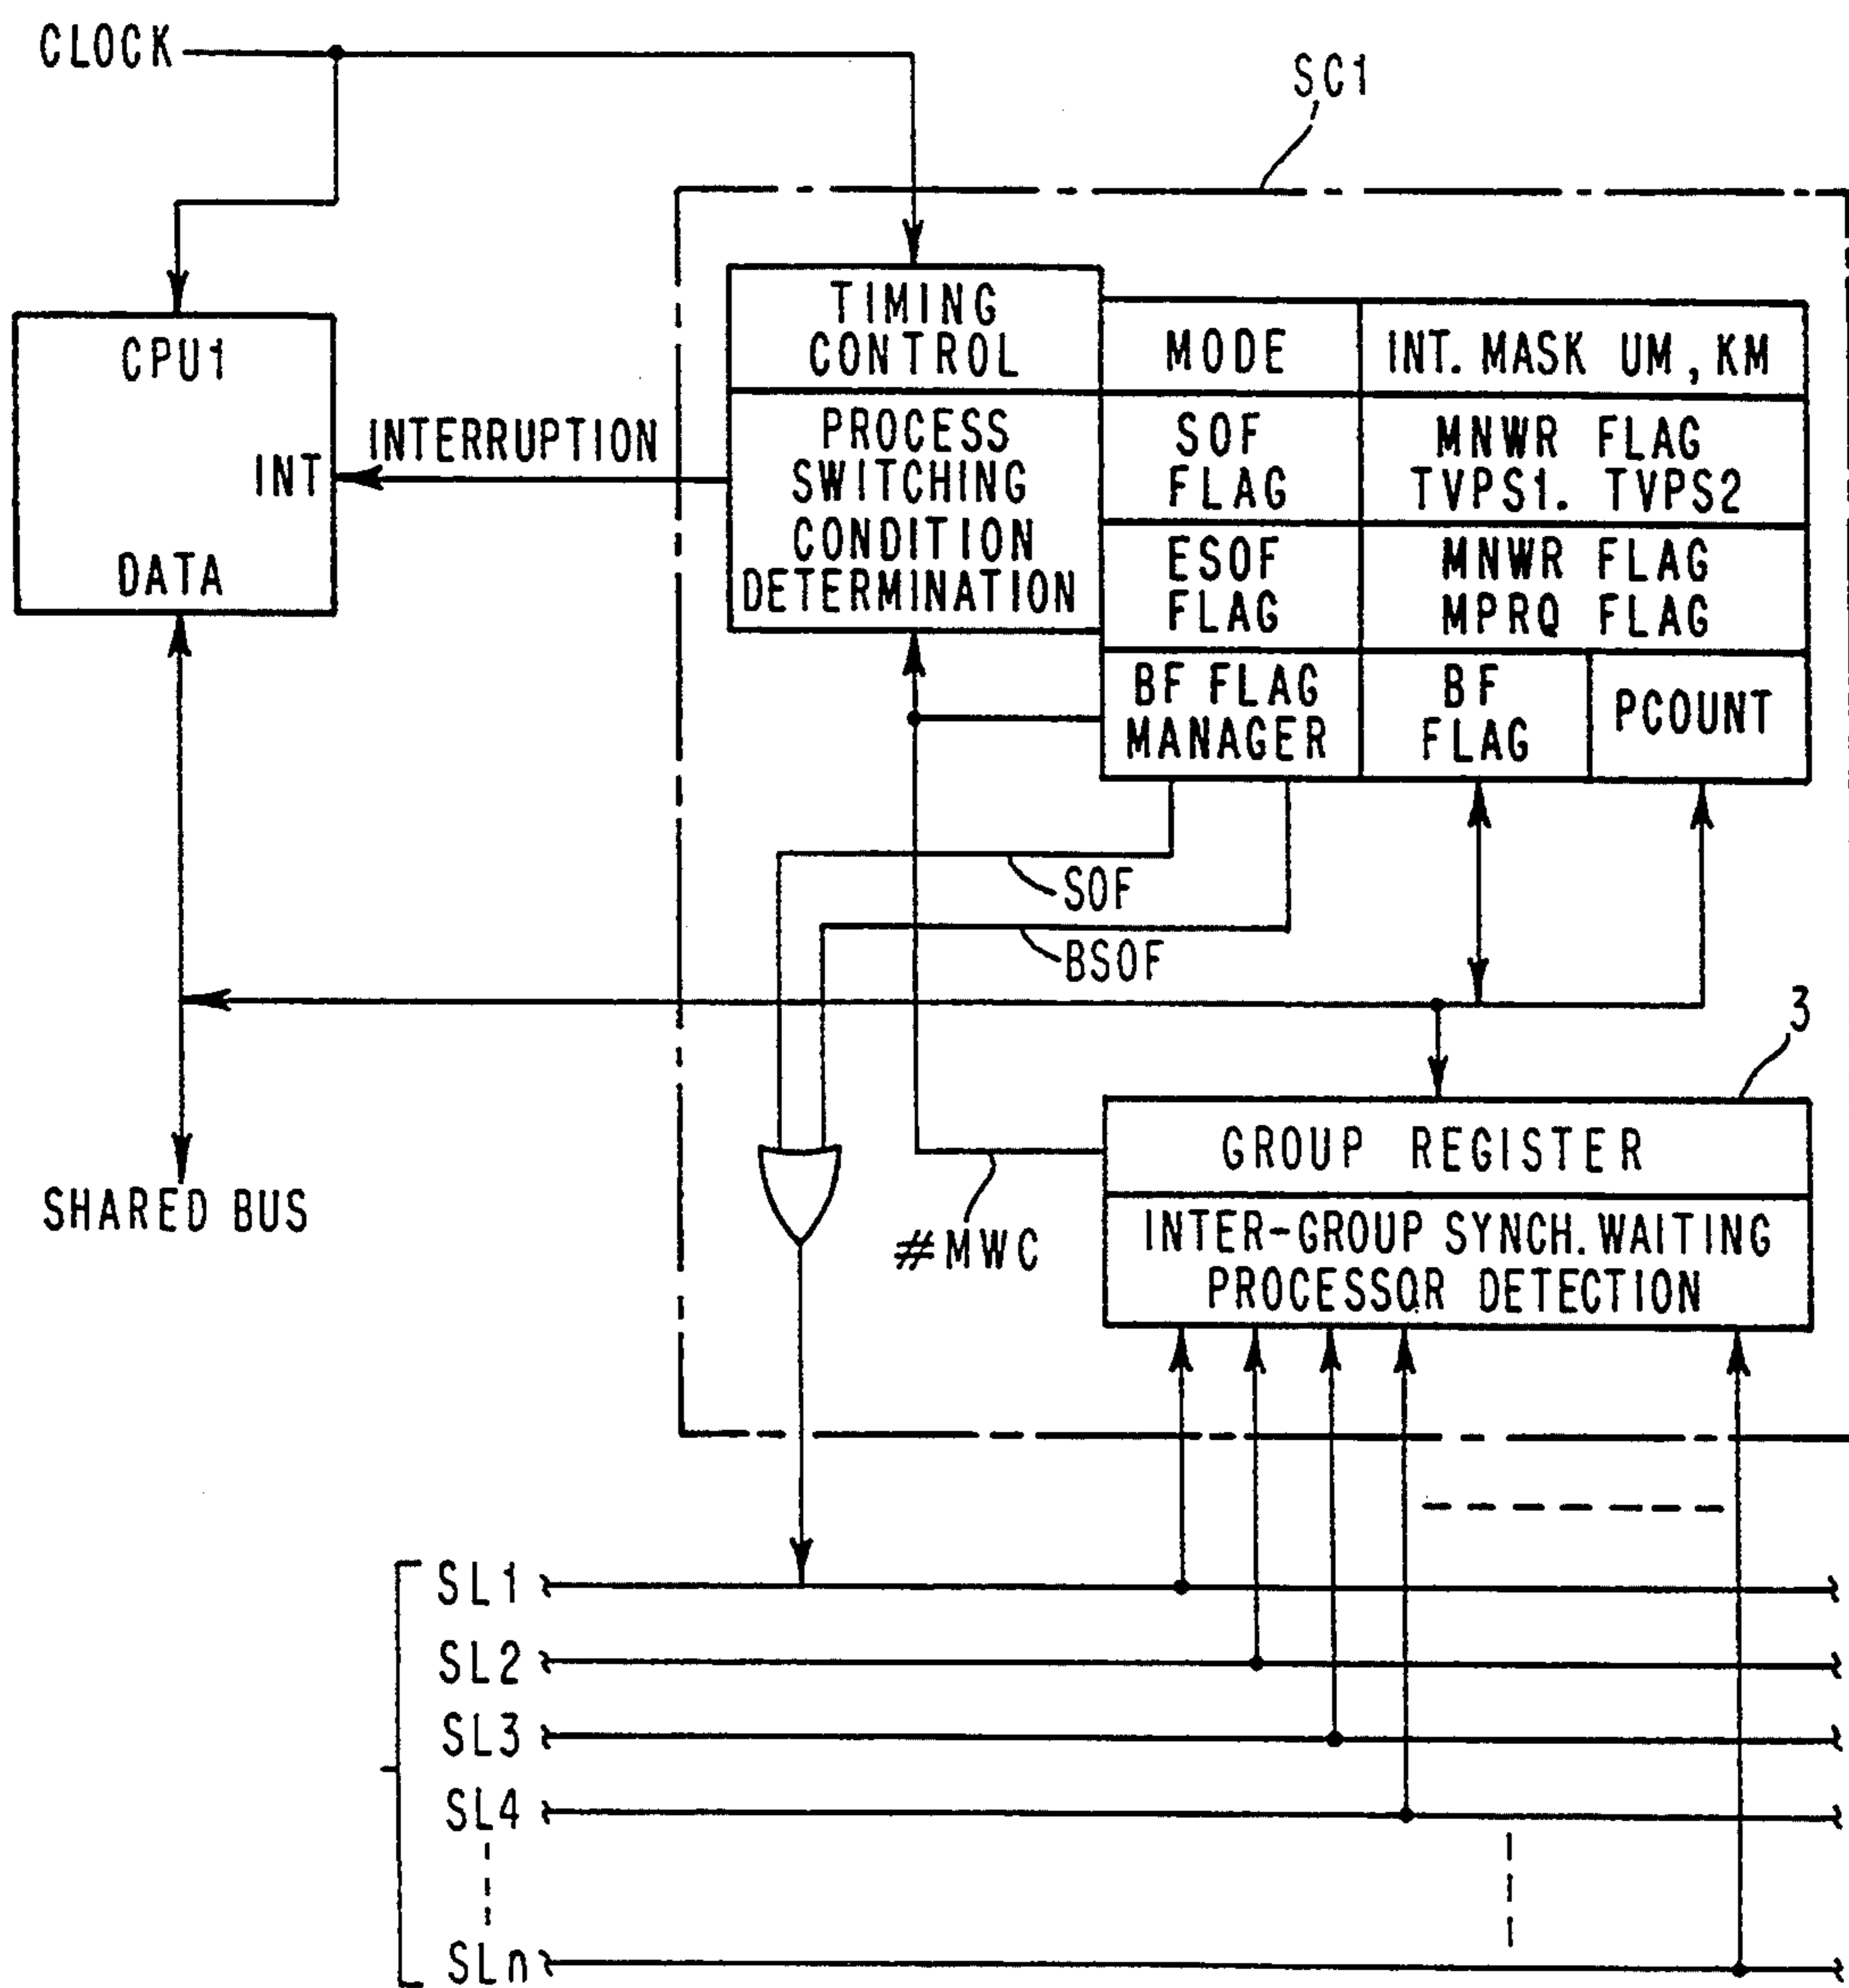 CLOCK
SC1
TIMING
CONTROL
MODE
INT. MASK UM, KM
CPU1
INT
DATA
INTERRUPTION
PROCESS
SWITCHING
CONDITION
DETERMINATION
SOF
FLAG
MNWR FLAG
TVPS1. TVPS2
ESOF
FLAG
MNWR FLAG
MPRQ FLAG
BF FLAG
MANAGER
BF
FLAG
PCOUNT
SOF
BSOF
3
GROUP REGISTER
INTER-GROUP SYNCH. WAITING
PROCESSOR DETECTION
#MWC
SHARED BUS
SL1
SL2
SL3
SL4
SLn